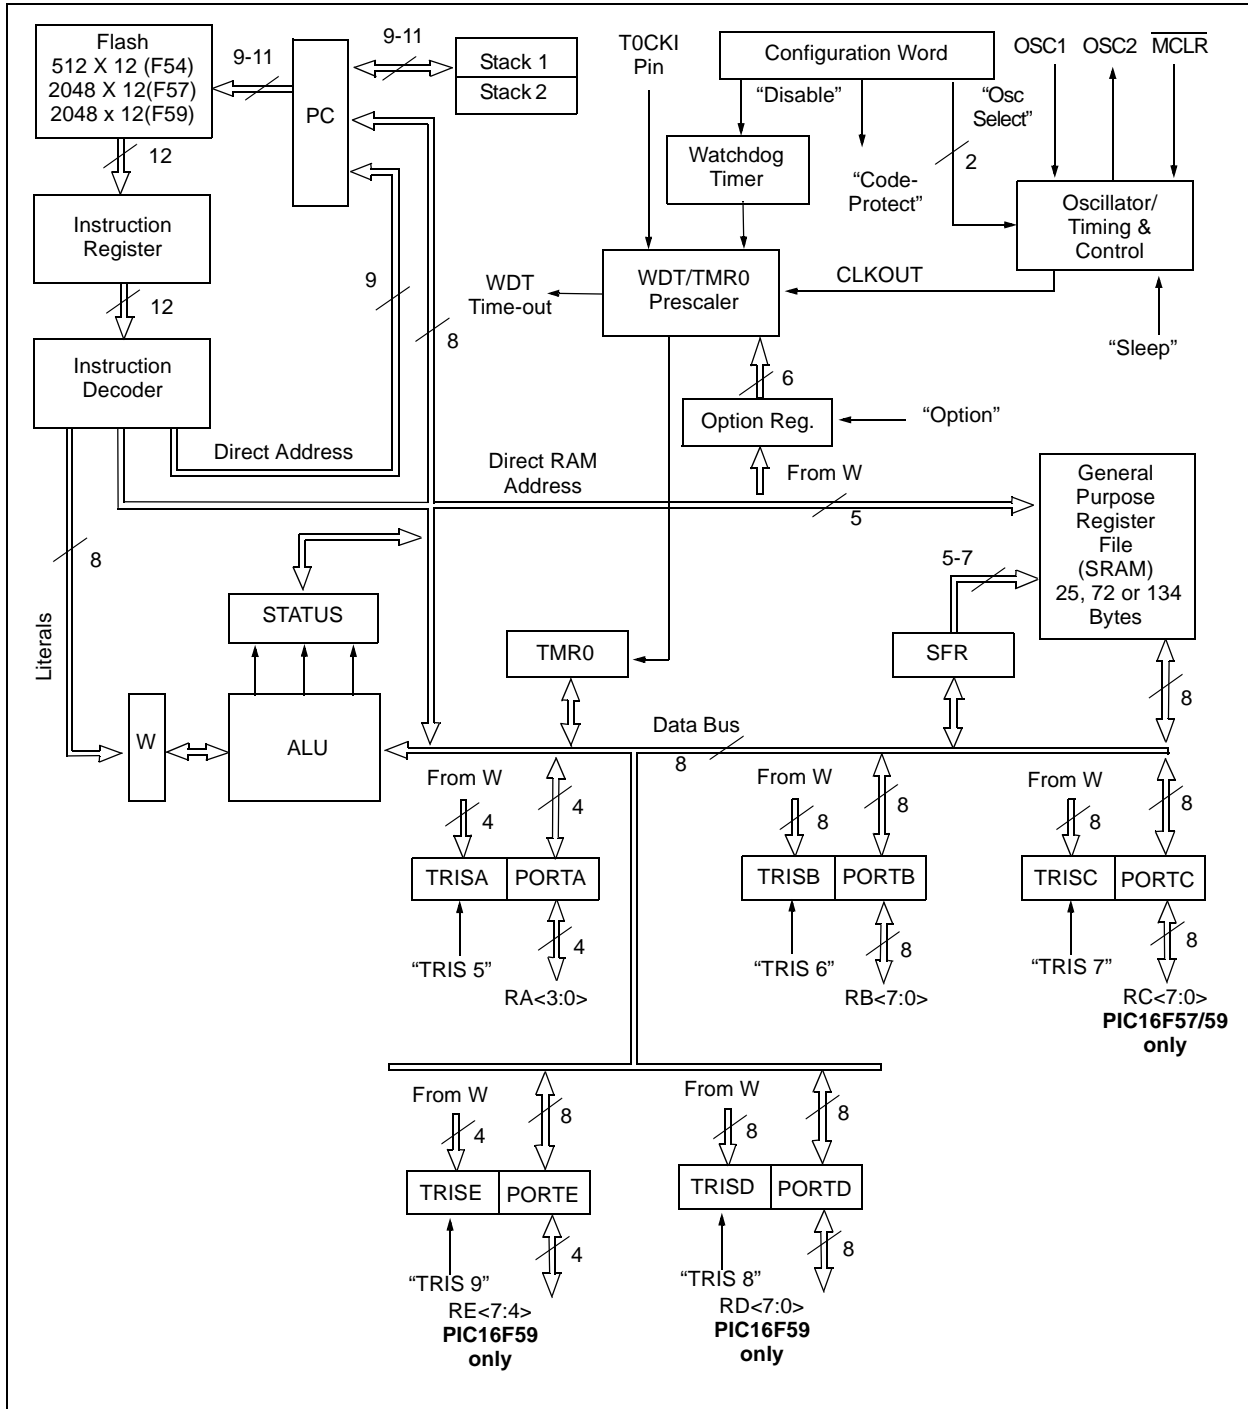 Flash
512 X 12 (F54)
2048 X 12(F57)
2048 x 12(F59)
9-11
PC
9-11
Stack 1
Stack 2
T0CKI
Pin
Configuration Word
OSC1
OSC2
MCLR
“Disable”
“Osc
Select”
12
Watchdog
Timer
“Code-
Protect”
2
Instruction
Register
Oscillator/
Timing &
Control
12
9
8
WDT
Time-out
WDT/TMR0
Prescaler
CLKOUT
“Sleep”
Instruction
Decoder
6
Option Reg.
“Option”
Direct Address
Direct RAM
Address
From W
5
General
Purpose
Register
File
(SRAM)
25, 72 or 134
Bytes
8
5-7
Literals
STATUS
TMR0
SFR
8
W
ALU
Data Bus
8
From W
4
4
From W
8
8
From W
8
8
TRISA
PORTA
TRISB
PORTB
TRISC
PORTC
4
8
8
“TRIS 5”
“TRIS 6”
“TRIS 7”
RA<3:0>
RB<7:0>
RC<7:0>
PIC16F57/59
only
From W
4
8
From W
8
8
TRISE
PORTE
TRISD
PORTD
4
8
“TRIS 9”
“TRIS 8”
RE<7:4>
PIC16F59
only
RD<7:0>
PIC16F59
only